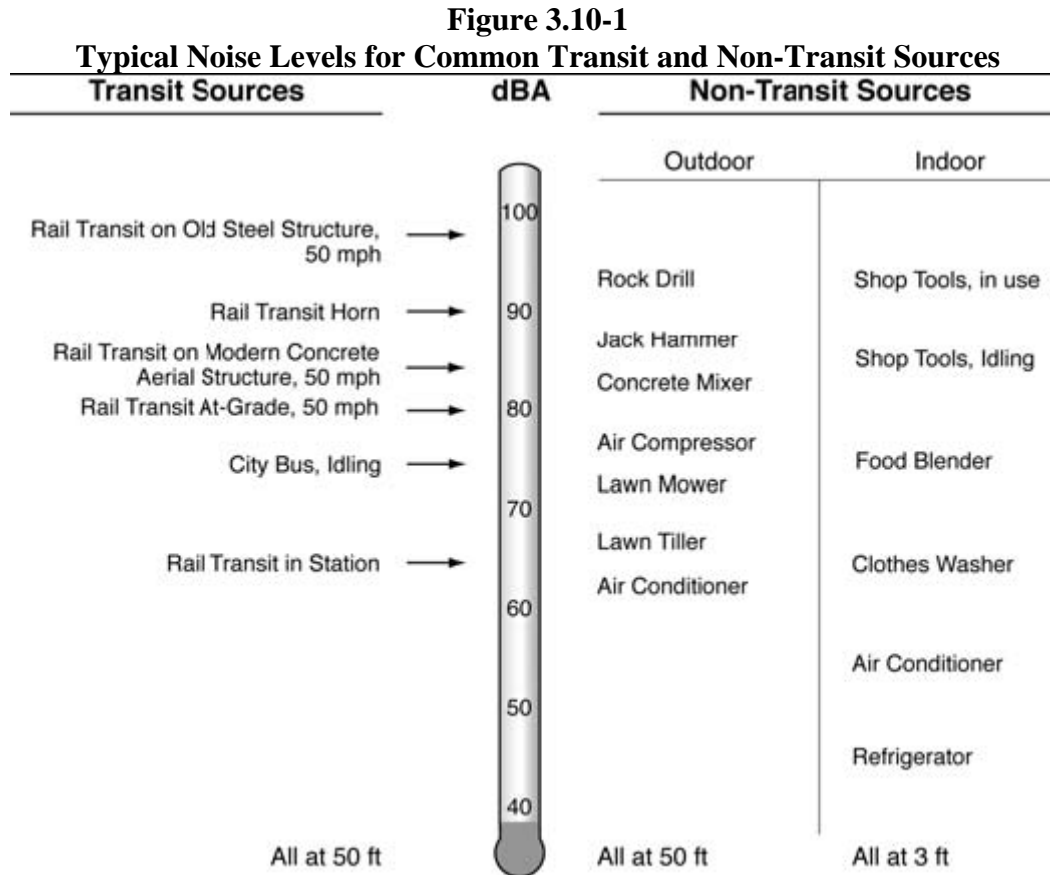 Figure 3.10-1
Typical Noise Levels for Common Transit and Non-Transit Sources
Transit Sources
dBA
Non-Transit Sources
Outdoor
Indoor
Rail Transit on Old Steel Structure,
50 mph
Rail Transit Horn
Rail Transit on Modern Concrete
Aerial Structure, 50 mph
Rail Transit At-Grade, 50 mph
City Bus, Idling
Rail Transit in Station
All at 50 ft
100
90
80
70
60
50
40
Rock Drill
Jack Hammer
Concrete Mixer
Air Compressor
Lawn Mower
Lawn Tiller
Air Conditioner
All at 50 ft
Shop Tools, in use
Shop Tools, Idling
Food Blender
Clothes Washer
Air Conditioner
Refrigerator
All at 3 ft